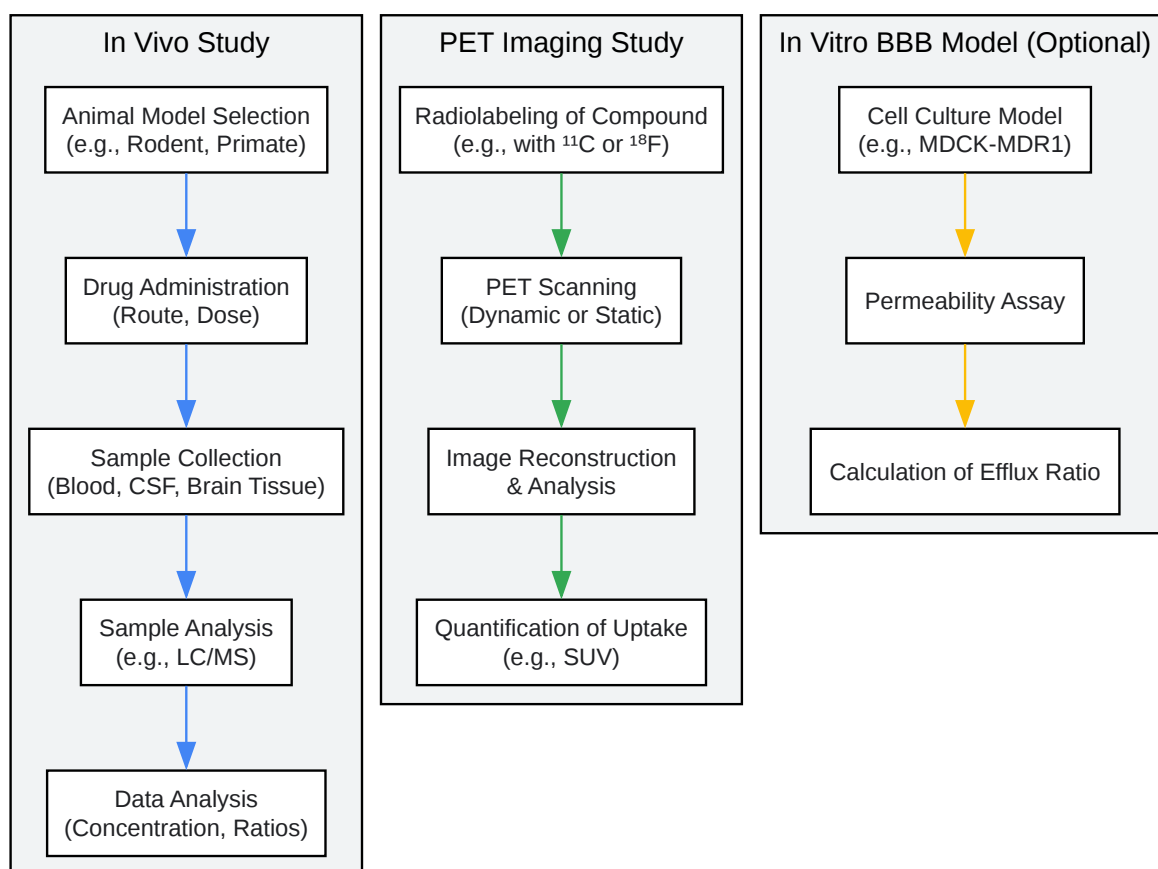 In Vivo Study
Animal Model Selection
(e.g., Rodent, Primate)
Drug Administration
(Route, Dose)
Sample Collection
(Blood, CSF, Brain Tissue)
Sample Analysis
(e.g., LC/MS)
Data Analysis
(Concentration, Ratios)
PET Imaging Study
Radiolabeling of Compound
(e.g., with ¹¹C or ¹⁸F)
PET Scanning
(Dynamic or Static)
Image Reconstruction
& Analysis
Quantification of Uptake
(e.g., SUV)
In Vitro BBB Model (Optional)
Cell Culture Model
(e.g., MDCK-MDR1)
Permeability Assay
Calculation of Efflux Ratio